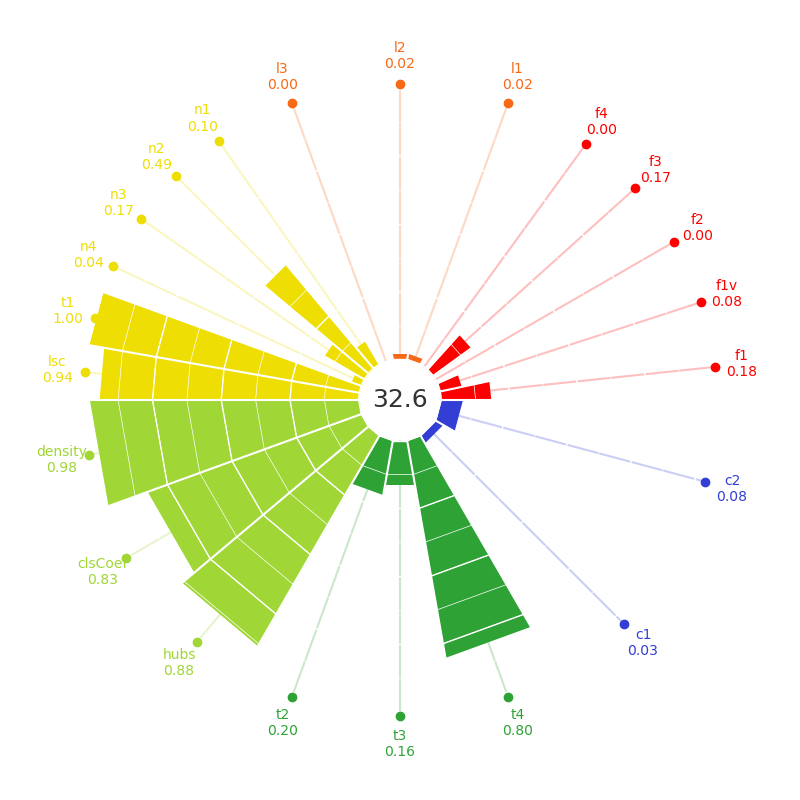 l2
0.02
l3
0.00
l1
0.02
n1
0.10
f4
0.00
n2
0.49
f3
0.17
n3
0.17
f2
0.00
n4
0.04
f1v
0.08
t1
1.00
lsc
0.94
f1
0.18
32.6
density
0.98
c2
0.08
clsCoef
0.83
hubs
0.88
c1
0.03
t2
0.20
t3
0.16
t4
0.80